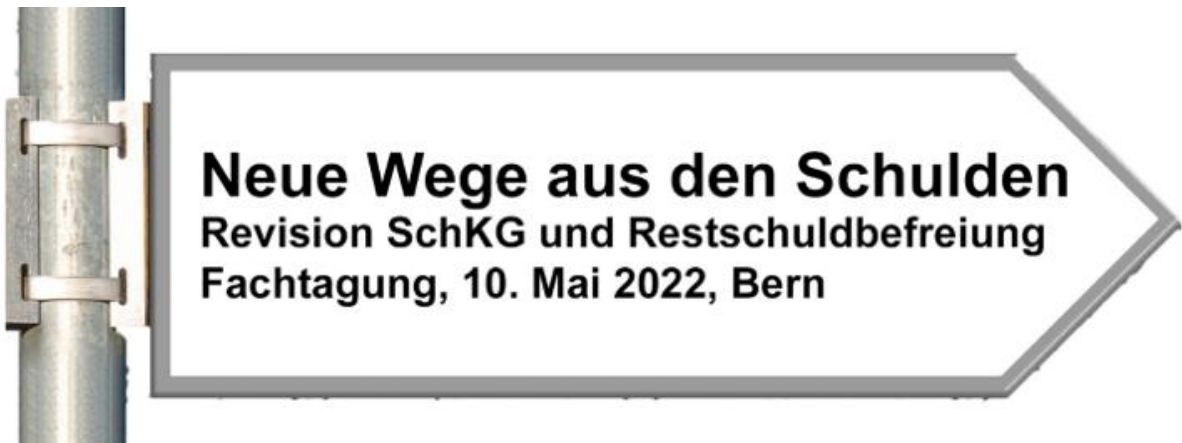 Neue Wege aus den Schulden
Revision SchKG und Restschuldbefreiung
Fachtagung, 10. Mai 2022, Bern